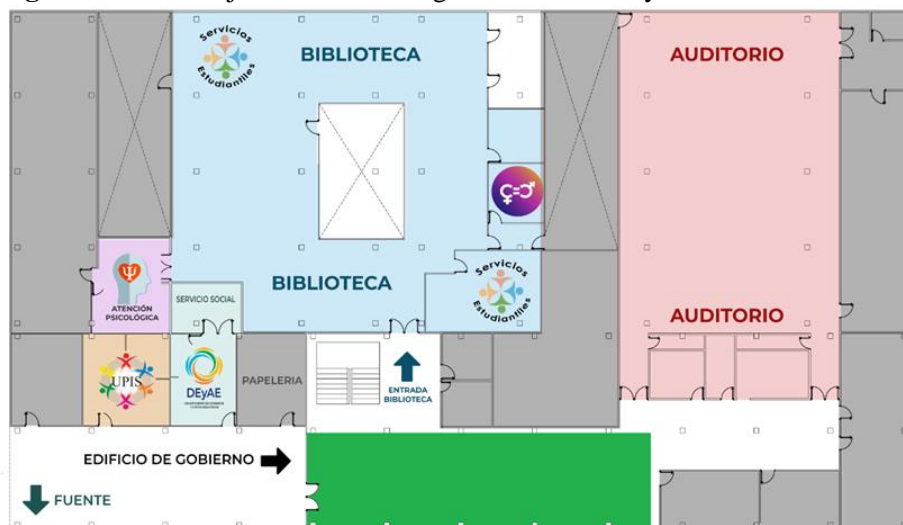 Servicios
Estudiantiles
BIBLIOTECA
AUDITORIO
BIBLIOTECA
Servicios
Estudiantiles
ATENCIÓN
PSICOLÓGICA
SERVICIO SOCIAL
AUDITORIO
UPIS
DEyAE
PAPELERIA
ENTRADA
BIBLIOTECA
EDIFICIO DE GOBIERNO
FUENTE